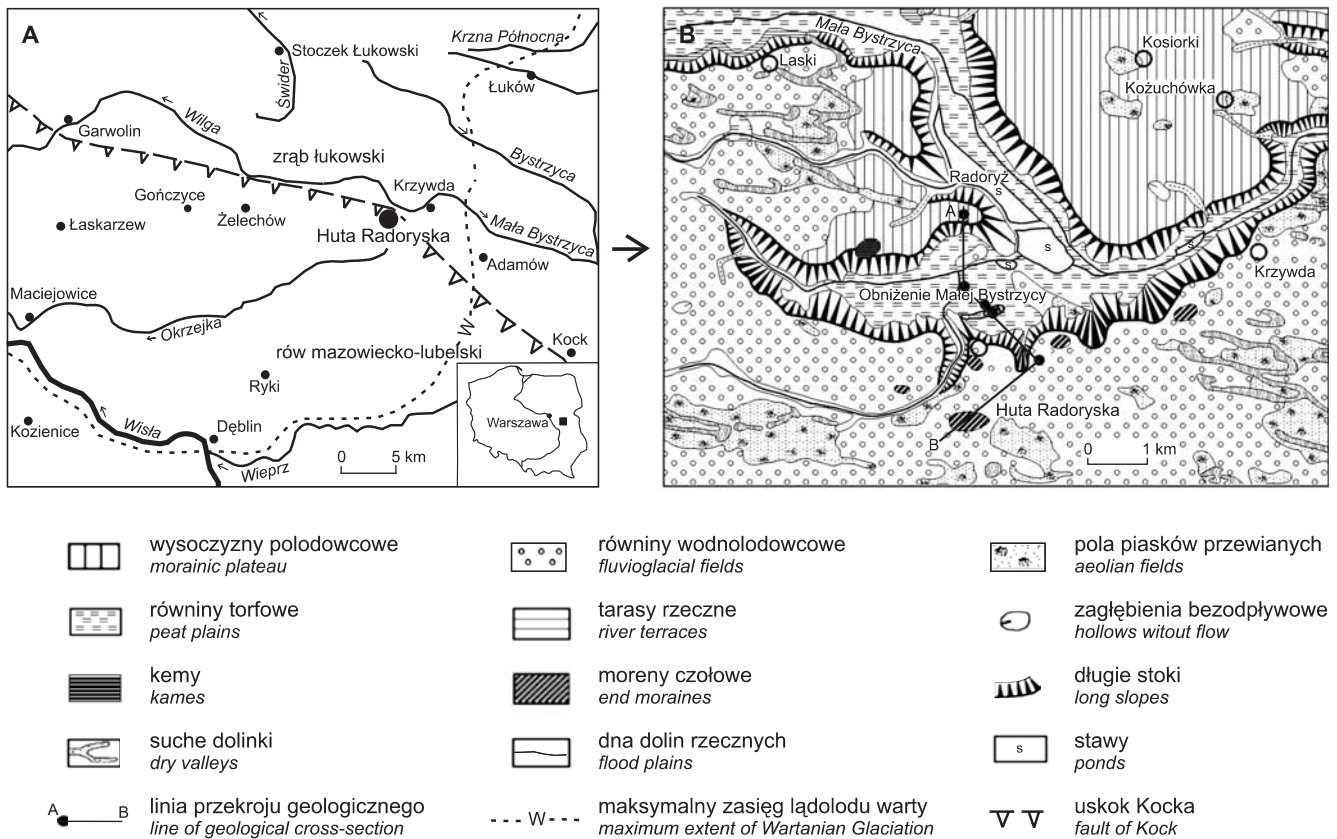 A
Stoczek Łukowski
Krzna Północna
Łuków
Świder
Garwolin
Wilga
zrąb łukowski
Bystrzyca
Gończyce
Krzywda
Łaskarzew
Żelechów
Huta Radoryska
Mała Bystrzyca
Adamów
Maciejowice
Okrzejka
W
Kock
rów mazowiecko-lubelski
Ryki
Warszawa
Kozienice
Wisła
Dęblin
Wieprz
0 5 km
B
Mała Bystrzyca
Laski
Kosiorki
Kożuchówka
Radoryż
s
A
s
s
s
Krzywda
Obniżenie Małej Bystrzycy
Huta Radoryska
B
0 1 km
wysoczyzny polodowcowe
morainic plateau
równiny wodnolodowcowe
fluvioglacial fields
pola piasków przewianych
aeolian fields
równiny torfowe
peat plains
tarasy rzeczne
river terraces
zagłębienia bezodpływowe
hollows witout flow
kemy
kames
moreny czołowe
end moraines
długie stoki
long slopes
suche dolinki
dry valleys
dna dolin rzecznych
flood plains
s
stawy
ponds
A B
linia przekroju geologicznego
line of geological cross-section
W
maksymalny zasięg lądolodu warty
maximum extent of Wartanian Glaciation
uskok Kocka
fault of Kock